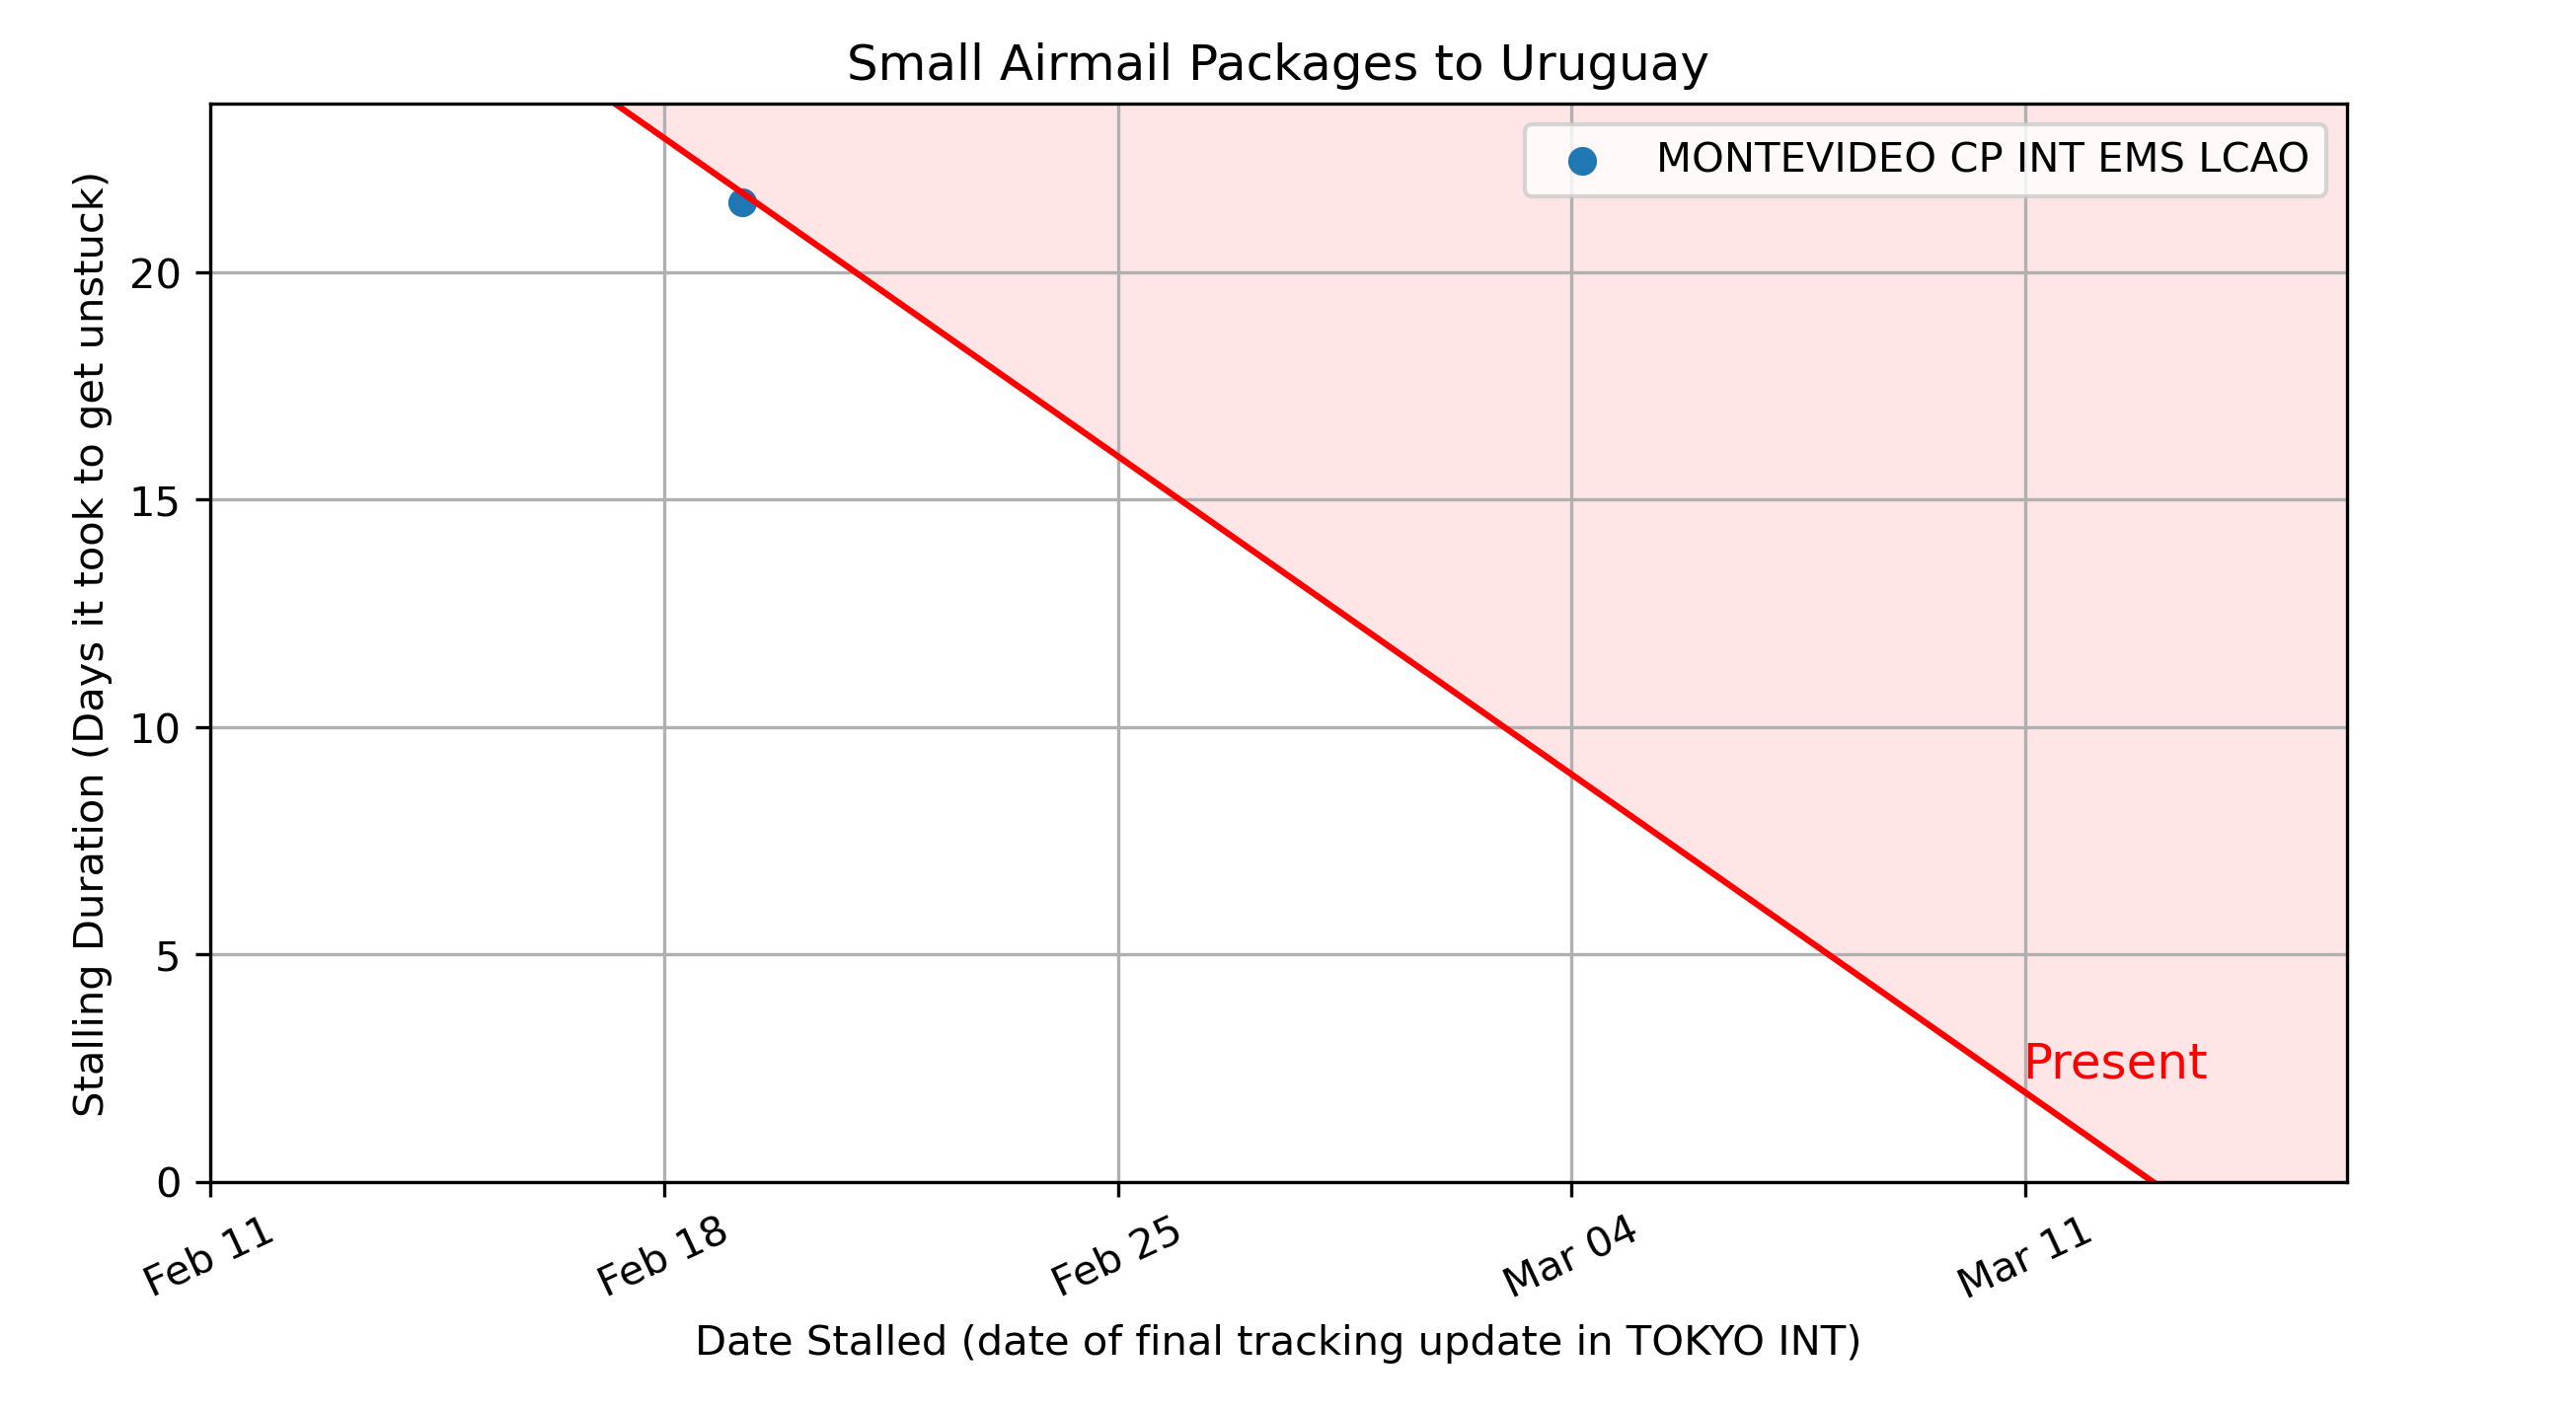 Small Airmail Packages to Uruguay
MONTEVIDEO CP INT EMS LCAO
Stalling Duration (Days it took to get unstuck)
20
15
10
5
0
Present
Feb 11
Feb 18
Feb 25
Mar 04
Mar 11
Date Stalled (date of final tracking update in TOKYO INT)